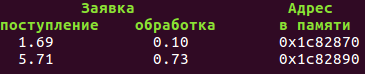 Заявка Адрес
поступление обработка в памяти
1.69 0.10 0x1c82870
5.71 0.73 0x1c82890